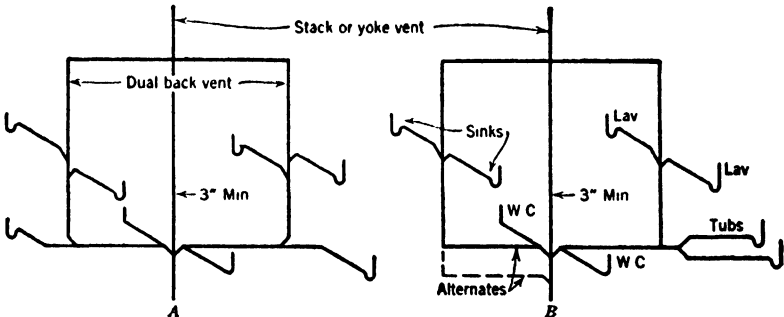 Stack or yoke vent
Dual back vent
Sinks
Lav
Lav
3" Min
3" Min
W C
Tubs
W C
Alternates
A
B